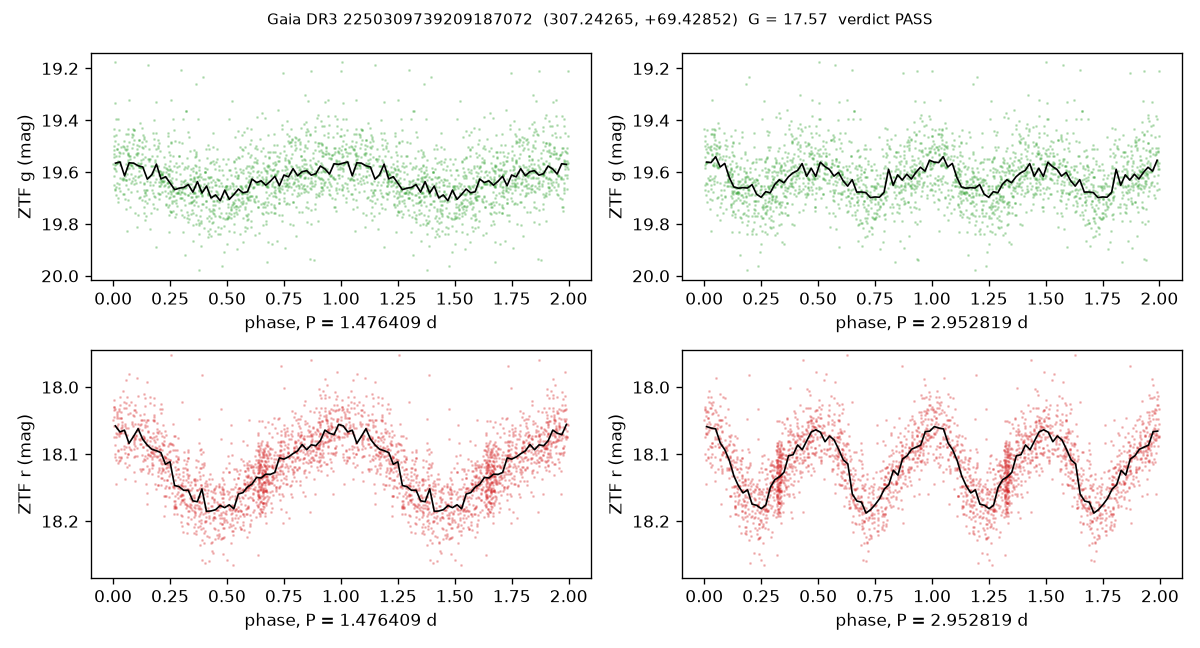 Gaia DR3 2250309739209187072  (307.24265, +69.42852)  G = 17.57  verdict PASS
ZTF g (mag)
19.2
19.4
19.6
19.8
20.0
0.00 0.25 0.50 0.75 1.00 1.25 1.50 1.75 2.00
phase, P = 1.476409 d
ZTF g (mag)
19.2
19.4
19.6
19.8
20.0
0.00 0.25 0.50 0.75 1.00 1.25 1.50 1.75 2.00
phase, P = 2.952819 d
ZTF r (mag)
18.0
18.1
18.2
0.00 0.25 0.50 0.75 1.00 1.25 1.50 1.75 2.00
phase, P = 1.476409 d
ZTF r (mag)
18.0
18.1
18.2
0.00 0.25 0.50 0.75 1.00 1.25 1.50 1.75 2.00
phase, P = 2.952819 d